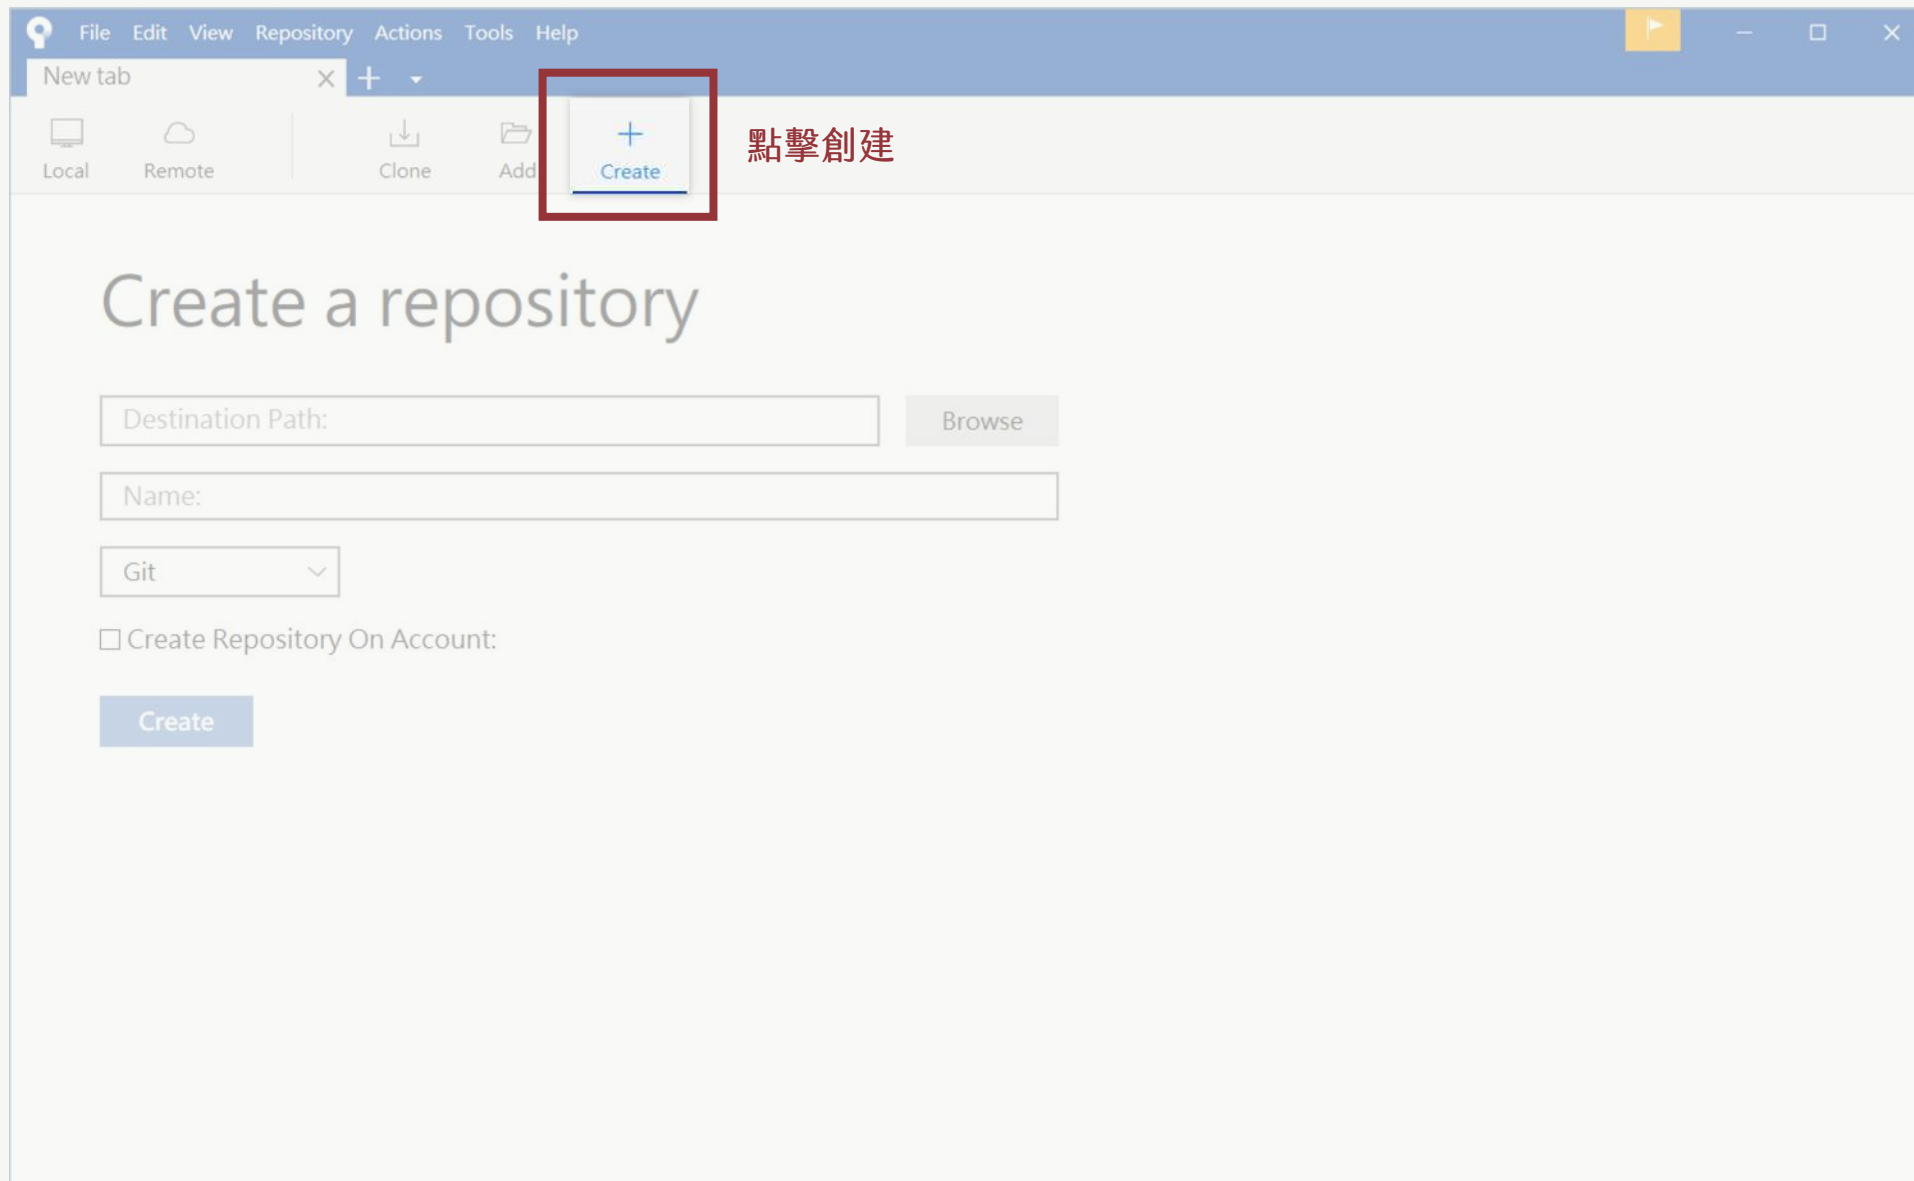 File Edit View Repository Actions Tools Help
New tab
Local Remote Clone Add Create
點擊創建
Create a repository
Destination Path: Browse
Name:
Git
Create Repository On Account:
Create